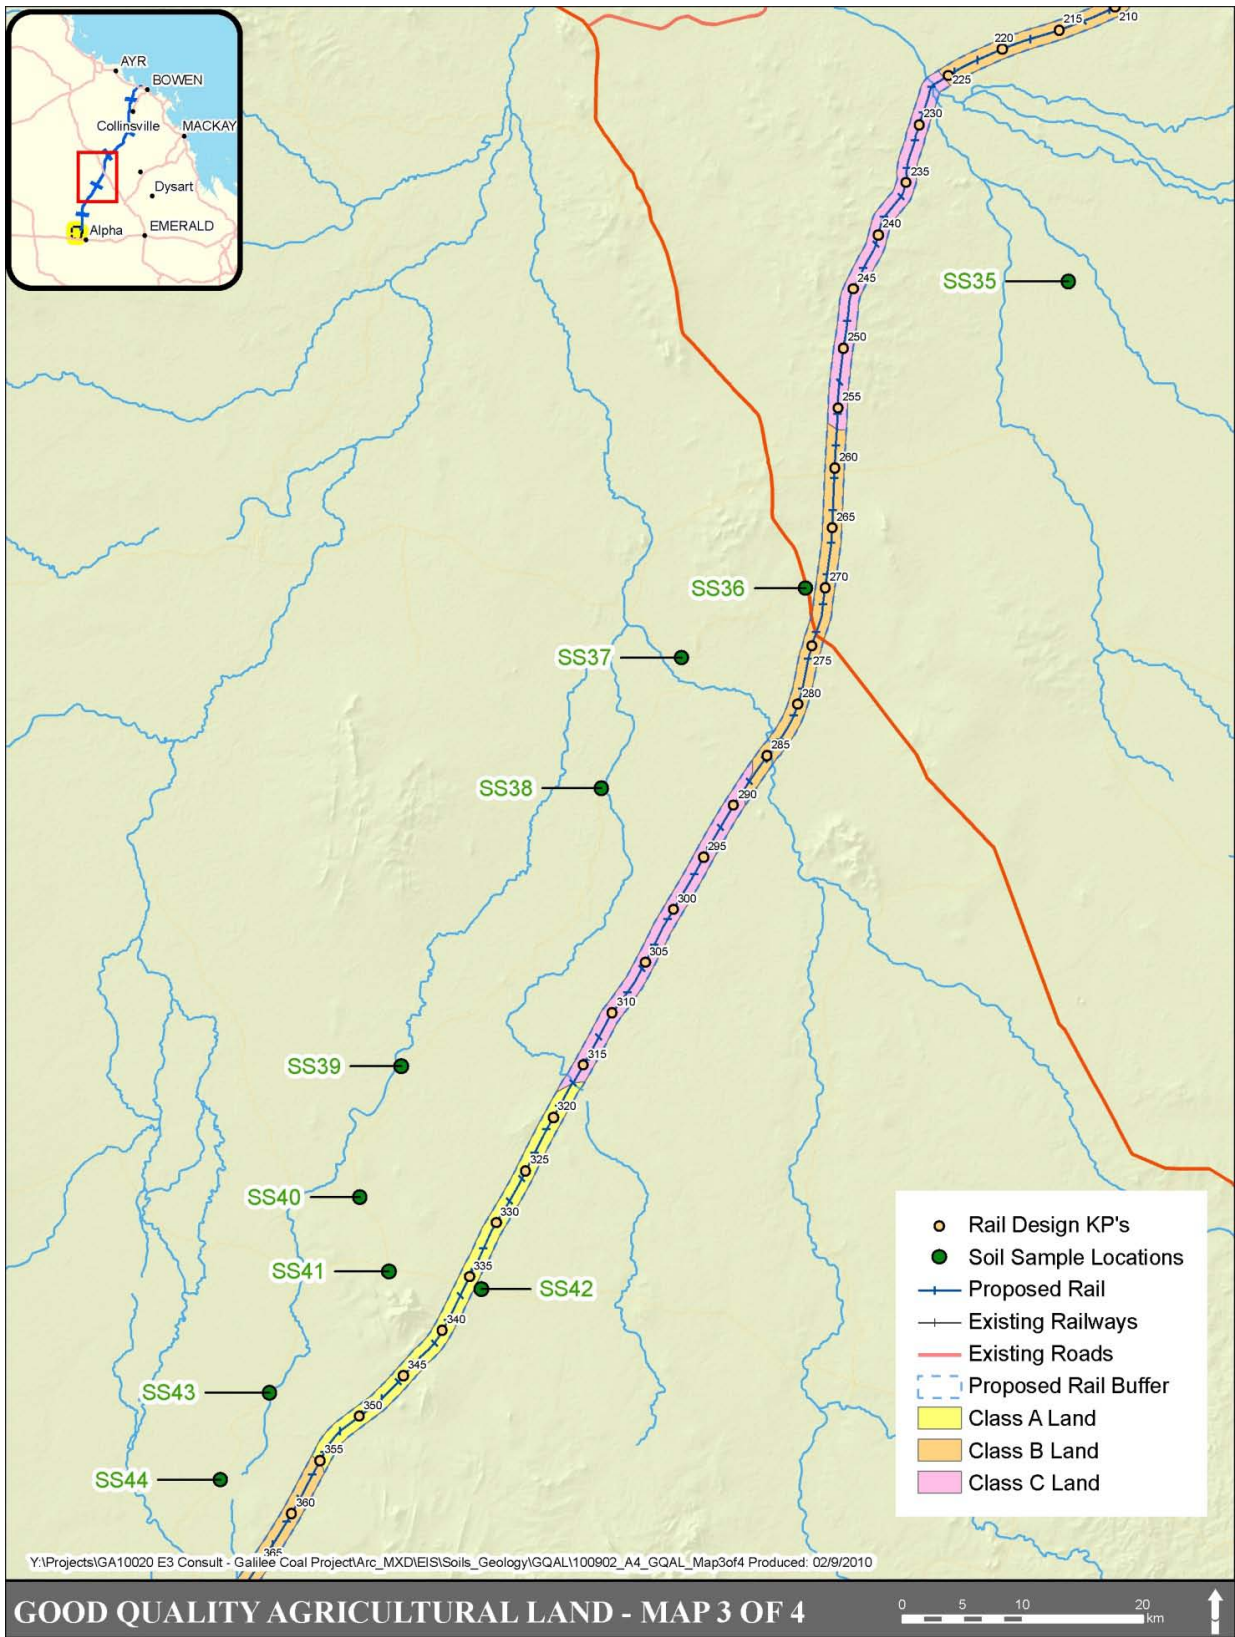 AYR
BOWEN
Collinsville
MACKAY
Dysart
Alpha
EMERALD
210
215
220
225
230
235
240
245
SS35
250
255
260
265
270
SS36
SS37
275
280
285
SS38
290
295
300
305
310
315
SS39
320
325
SS40
330
SS41
335
SS42
340
345
SS43
350
355
SS44
360
365
Rail Design KP's
Soil Sample Locations
Proposed Rail
Existing Railways
Existing Roads
Proposed Rail Buffer
Class A Land
Class B Land
Class C Land
Y:\Projects\GA10020 E3 Consult - Galilee Coal Project\Arc_MXD\EIS\Soils_Geology\GQAL\100902_A4_GQAL_Map3of4 Produced: 02/9/2010
GOOD QUALITY AGRICULTURAL LAND - MAP 3 OF 4
0 5 10 20
km